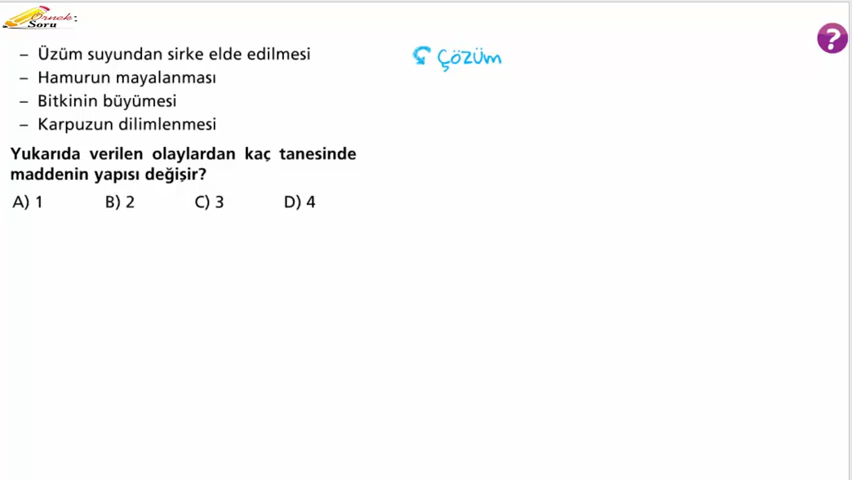 Örnek:
Soru
– Üzüm suyundan sirke elde edilmesi
– Hamurun mayalanması
– Bitkinin büyümesi
– Karpuzun dilimlenmesi
Yukarıda verilen olaylardan kaç tanesinde
maddenin yapısı değişir?
A) 1 B) 2 C) 3 D) 4
Çözüm
?